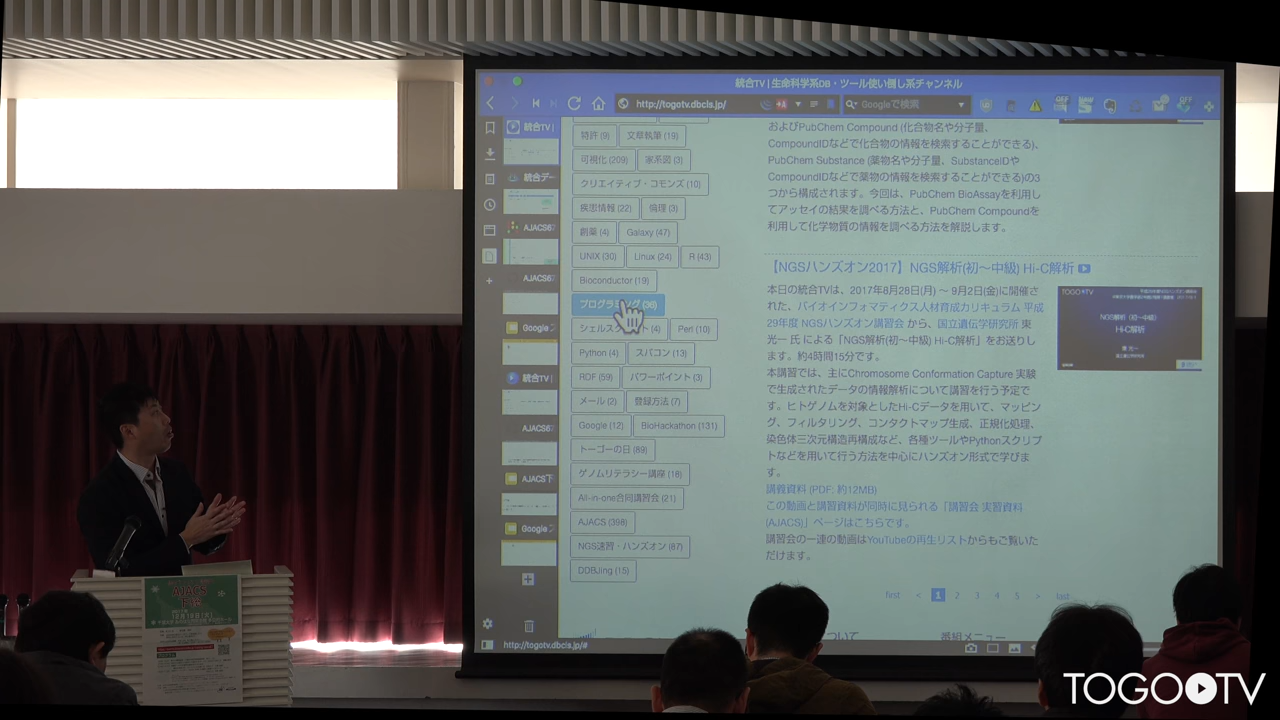 統合TV | 生命科学系DB・ツール使い倒し系チャンネル
http://togotv.dbcls.jp/
Googleで検索
統合TV |
統合デー
AJACS6
AJACS6
Google
統合TV |
AJACS6
AJACS下
Google
特許 (9) 文章執筆 (19)
可視化 (209) 家系図 (3)
クリエイティブ・コモンズ (10)
疾患情報 (22) 倫理 (3)
創薬 (4) Galaxy (47)
UNIX (30) Linux (24) R (43)
Bioconductor (19)
プログラミング (36)
シェルスクリプト (4) Perl (10)
Python (4) スパコン (13)
RDF (59) パワーポイント (3)
メール (2) 登録方法 (7)
Google (12) BioHackathon (131)
トーゴーの日 (89)
ゲノムリテラシー講座 (18)
All-in-one合同講習会 (21)
AJACS (398)
NGS速習・ハンズオン (87)
DDBJing (15)
およびPubChem Compound (化合物名や分子量、
CompoundIDなどで化合物の情報を検索することができる)、
PubChem Substance (薬物名や分子量、SubstanceIDや
CompoundIDなどで薬物の情報を検索することができる)の3
つから構成されます。今回は、PubChem BioAssayを利用し
てアッセイの結果を調べる方法と、PubChem Compoundを
利用して化学物質の情報を調べる方法を解説します。
【NGSハンズオン2017】NGS解析(初〜中級) Hi-C解析
本日の統合TVは、2017年8月28日(月) 〜 9月2日(金)に開催さ
れた、バイオインフォマティクス人材育成カリキュラム 平成
29年度 NGSハンズオン講習会 から、国立遺伝学研究所 東
光一 氏 による「NGS解析(初〜中級) Hi-C解析」をお送りし
ます。約4時間15分です。
本講習では、主にChromosome Conformation Capture 実験
で生成されたデータの情報解析について講習を行う予定で
す。ヒトゲノムを対象としたHi-Cデータを用いて、マッピン
グ、フィルタリング、コンタクトマップ生成、正規化処理、
染色体三次元構造再構成など、各種ツールやPythonスクリプ
トなどを用いて行う方法を中心にハンズオン形式で学びま
す。
講義資料 (PDF: 約12MB)
この動画と講習資料が同時に見られる「講習会 実習資料
(AJACS)」ページはこちらです。
講習会の一連の動画はYouTubeの再生リストからもご覧いた
だけます。
TOGO TV
NGS解析（初〜中級）
Hi-C解析
first < 1 2 3 4 5 > last
ついて 番組メニュー
http://togotv.dbcls.jp/#
AJACS
TOGOTV